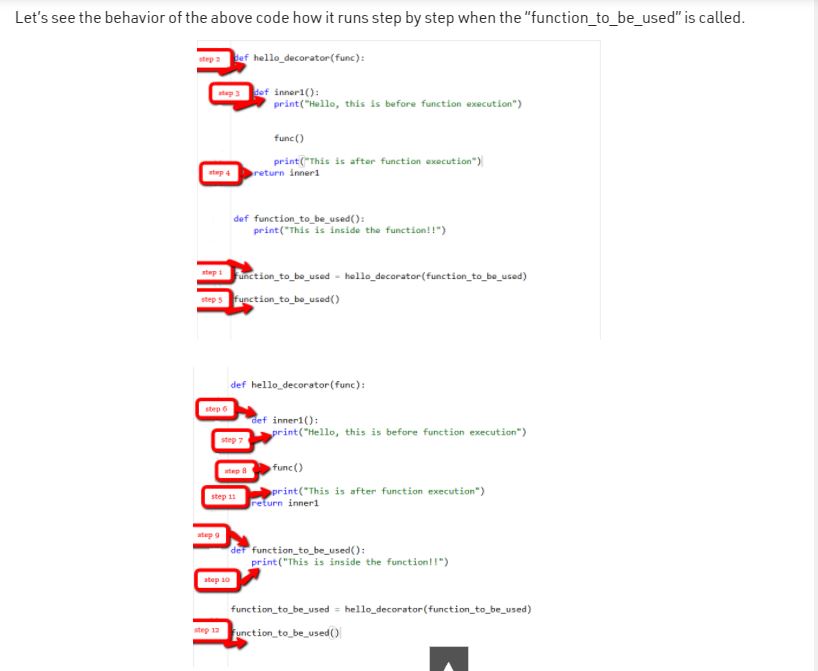 Let's see the behavior of the above code how it runs step by step when the "function_to_be_used" is called.
step 2 def hello_decorator(func):
step 3 def inner1():
print("Hello, this is before function execution")
func()
print("This is after function execution")
step 4 return inner1
def function_to_be_used():
print("This is inside the function!!")
step 1 function_to_be_used = hello_decorator(function_to_be_used)
step 5 function_to_be_used()
def hello_decorator(func):
step 6
def inner1():
step 7 print("Hello, this is before function execution")
step 8 func()
step 11 print("This is after function execution")
return inner1
step 9
def function_to_be_used():
print("This is inside the function!!")
step 10
function_to_be_used = hello_decorator(function_to_be_used)
step 12 function_to_be_used()